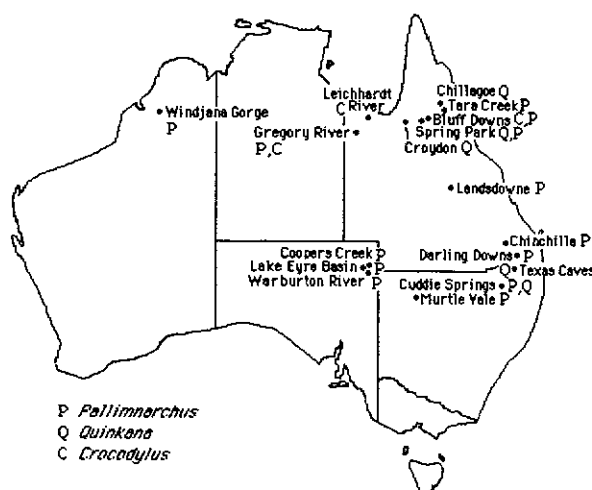 Chillagoe Q
Leichhardt
Tara Creek P
C River
Windjana Gorge
Bluff Downs C,P
P
Gregory River
Spring Park Q,P
P,C
Croydon Q
Landsdowne P
Chinchilla P
Coopers Creek P
Darling Downs P
Lake Eyre Basin P
Q Texas Caves
Warburton River P
Cuddie Springs P,Q
Murtle Vale P
P Pallimnarchus
Q Quinkana
C Crocodylus